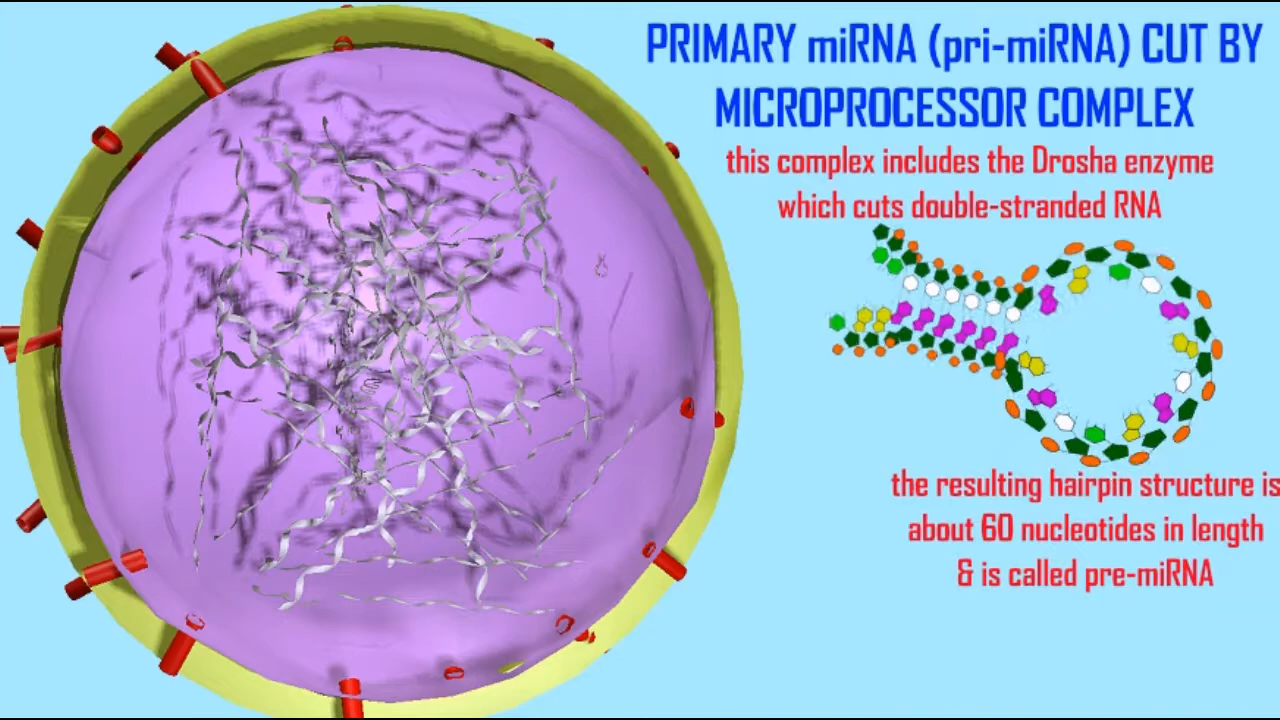 PRIMARY miRNA (pri-miRNA) CUT BY
MICROPROCESSOR COMPLEX
this complex includes the Drosha enzyme
which cuts double-stranded RNA
the resulting hairpin structure is
about 60 nucleotides in length
& is called pre-miRNA